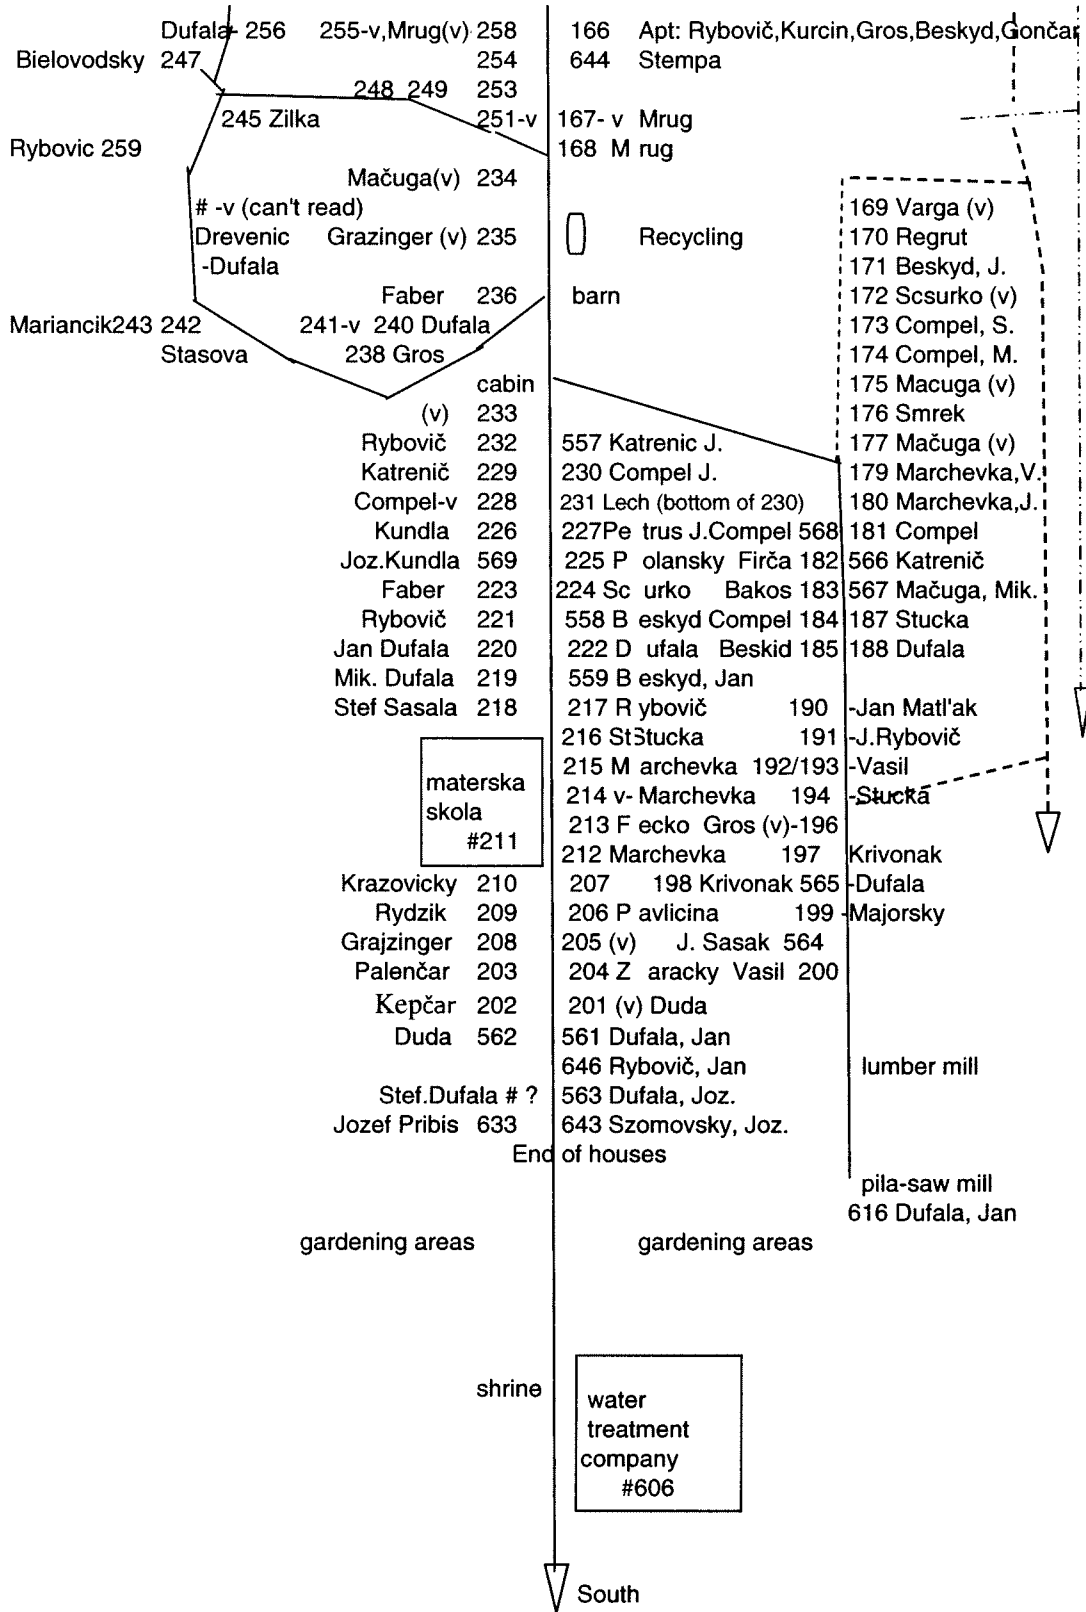 Dufala- 256 255-v,Mrug(v) 258 166 Apt: Rybovič,Kurcin,Gros,Beskyd,Gončar
Bielovodsky 247 254 644 Stempa
248 249 253
245 Zilka 251-v 167- v Mrug
Rybovic 259 168 M rug
Mačuga(v) 234
# -v (can't read) 169 Varga (v)
Drevenic Grazinger (v) 235 Recycling 170 Regrut
-Dufala 171 Beskyd, J.
Faber 236 barn 172 Scsurko (v)
Mariancik243 242 241-v 240 Dufala 173 Compel, S.
Stasova 238 Gros 174 Compel, M.
cabin 175 Macuga (v)
(v) 233 176 Smrek
Rybovič 232 557 Katrenic J. 177 Mačuga (v)
Katrenič 229 230 Compel J. 179 Marchevka,V.
Compel-v 228 231 Lech (bottom of 230) 180 Marchevka,J.
Kundla 226 227Pe trus J.Compel 568 181 Compel
Joz.Kundla 569 225 P olansky Firča 182 566 Katrenič
Faber 223 224 Sc urko Bakos 183 567 Mačuga, Mik.
Rybovič 221 558 B eskyd Compel 184 187 Stucka
Jan Dufala 220 222 D ufala Beskid 185 188 Dufala
Mik. Dufala 219 559 B eskyd, Jan
Stef Sasala 218 217 R ybovič 190 -Jan Matl'ak
216 StStucka 191 -J.Rybovič
materska 215 M archevka 192/193 -Vasil
skola 214 v- Marchevka 194 -Stucka
#211 213 F ecko Gros (v)-196
212 Marchevka 197 Krivonak
Krazovicky 210 207 198 Krivonak 565 -Dufala
Rydzik 209 206 P avlicina 199 -Majorsky
Grajzinger 208 205 (v) J. Sasak 564
Palenčar 203 204 Z aracky Vasil 200
Kepčar 202 201 (v) Duda
Duda 562 561 Dufala, Jan
646 Rybovič, Jan lumber mill
Stef.Dufala # ? 563 Dufala, Joz.
Jozef Pribis 633 643 Szomovsky, Joz.
End of houses
pila-saw mill
616 Dufala, Jan
gardening areas gardening areas
shrine
water
treatment
company
#606
South